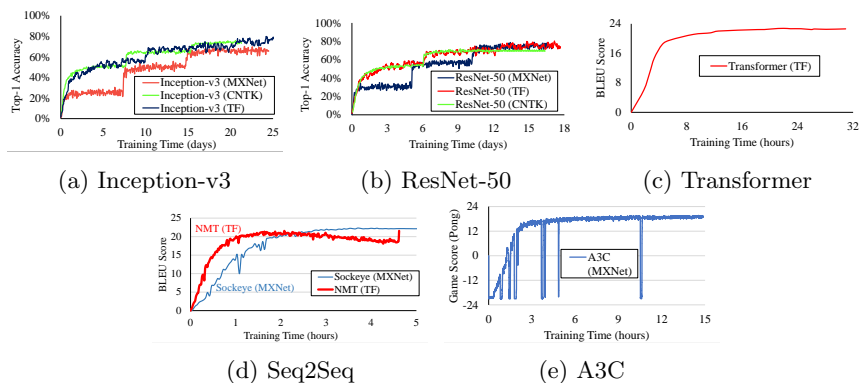 100%
80%
60%
40%
20%
0%
Top-1 Accuracy
Inception-v3 (MXNet)
Inception-v3 (CNTK)
Inception-v3 (TF)
0 5 10 15 20 25
Training Time (days)
(a) Inception-v3
100%
80%
60%
40%
20%
0%
Top-1 Accuracy
ResNet-50 (MXNet)
ResNet-50 (TF)
ResNet-50 (CNTK)
0 3 6 9 12 15 18
Training Time (days)
(b) ResNet-50
24
16
8
0
BLEU Score
Transformer (TF)
0 8 16 24 32
Training Time (hours)
(c) Transformer
25
20
15
10
5
0
BLEU Score
NMT (TF)
Sockeye (MXNet)
Sockeye (MXNet)
NMT (TF)
0 1 2 3 4 5
Training Time (hours)
(d) Seq2Seq
24
12
0
-12
-24
Game Score (Pong)
A3C
(MXNet)
0 3 6 9 12 15
Training Time (hours)
(e) A3C